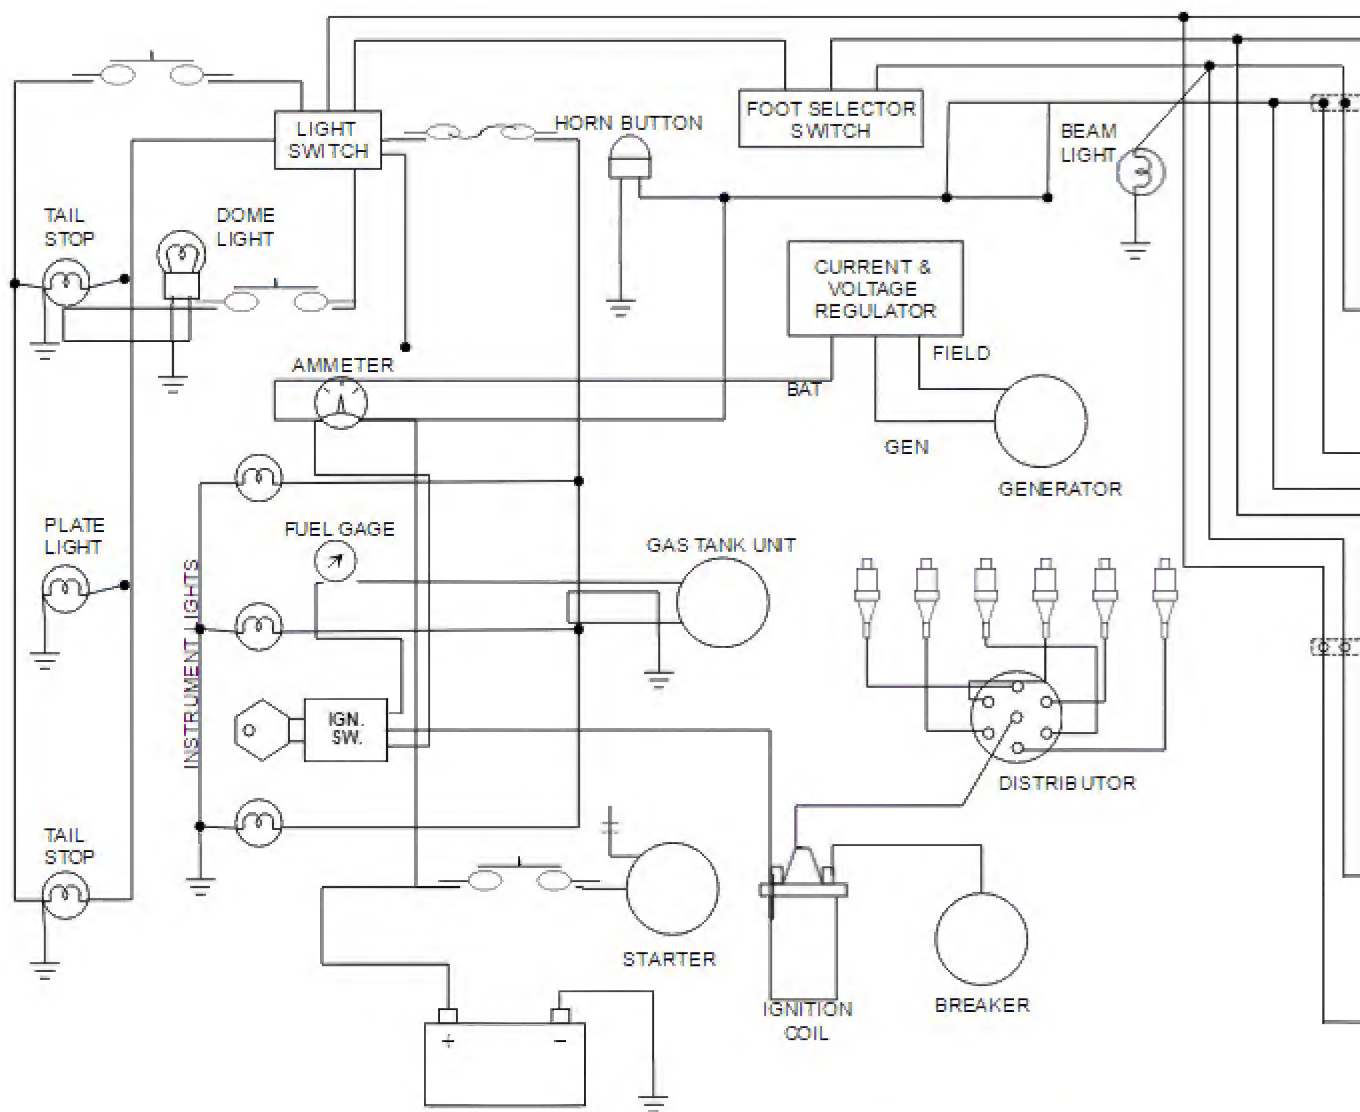 LIGHT
SWITCH
HORN BUTTON
FOOT SELECTOR
SWITCH
BEAM
LIGHT
TAIL
STOP
DOME
LIGHT
CURRENT &
VOLTAGE
REGULATOR
FIELD
AMMETER
BAT
GEN
GENERATOR
PLATE
LIGHT
FUEL GAGE
GAS TANK UNIT
INSTRUMENT LIGHTS
IGN.
SW.
DISTRIBUTOR
TAIL
STOP
STARTER
IGNITION
COIL
BREAKER
+ −